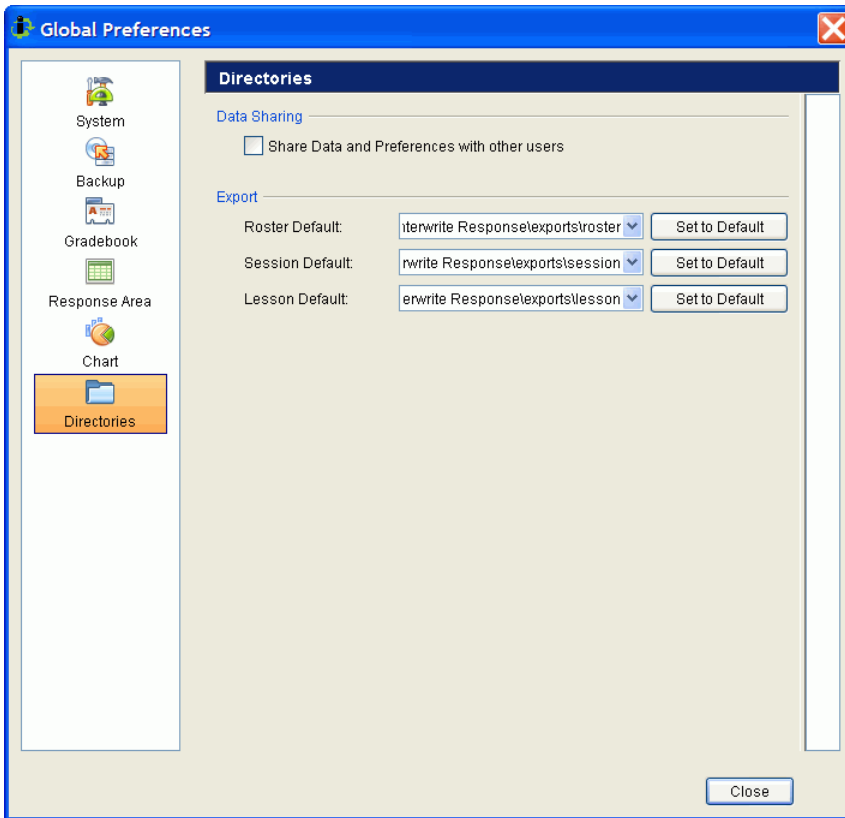 Global Preferences
System
Backup
Gradebook
Response Area
Chart
Directories
Directories
Data Sharing
Share Data and Preferences with other users
Export
Roster Default: nterwrite Response\exports\roster Set to Default
Session Default: rwrite Response\exports\session Set to Default
Lesson Default: erwrite Response\exports\lesson Set to Default
Close